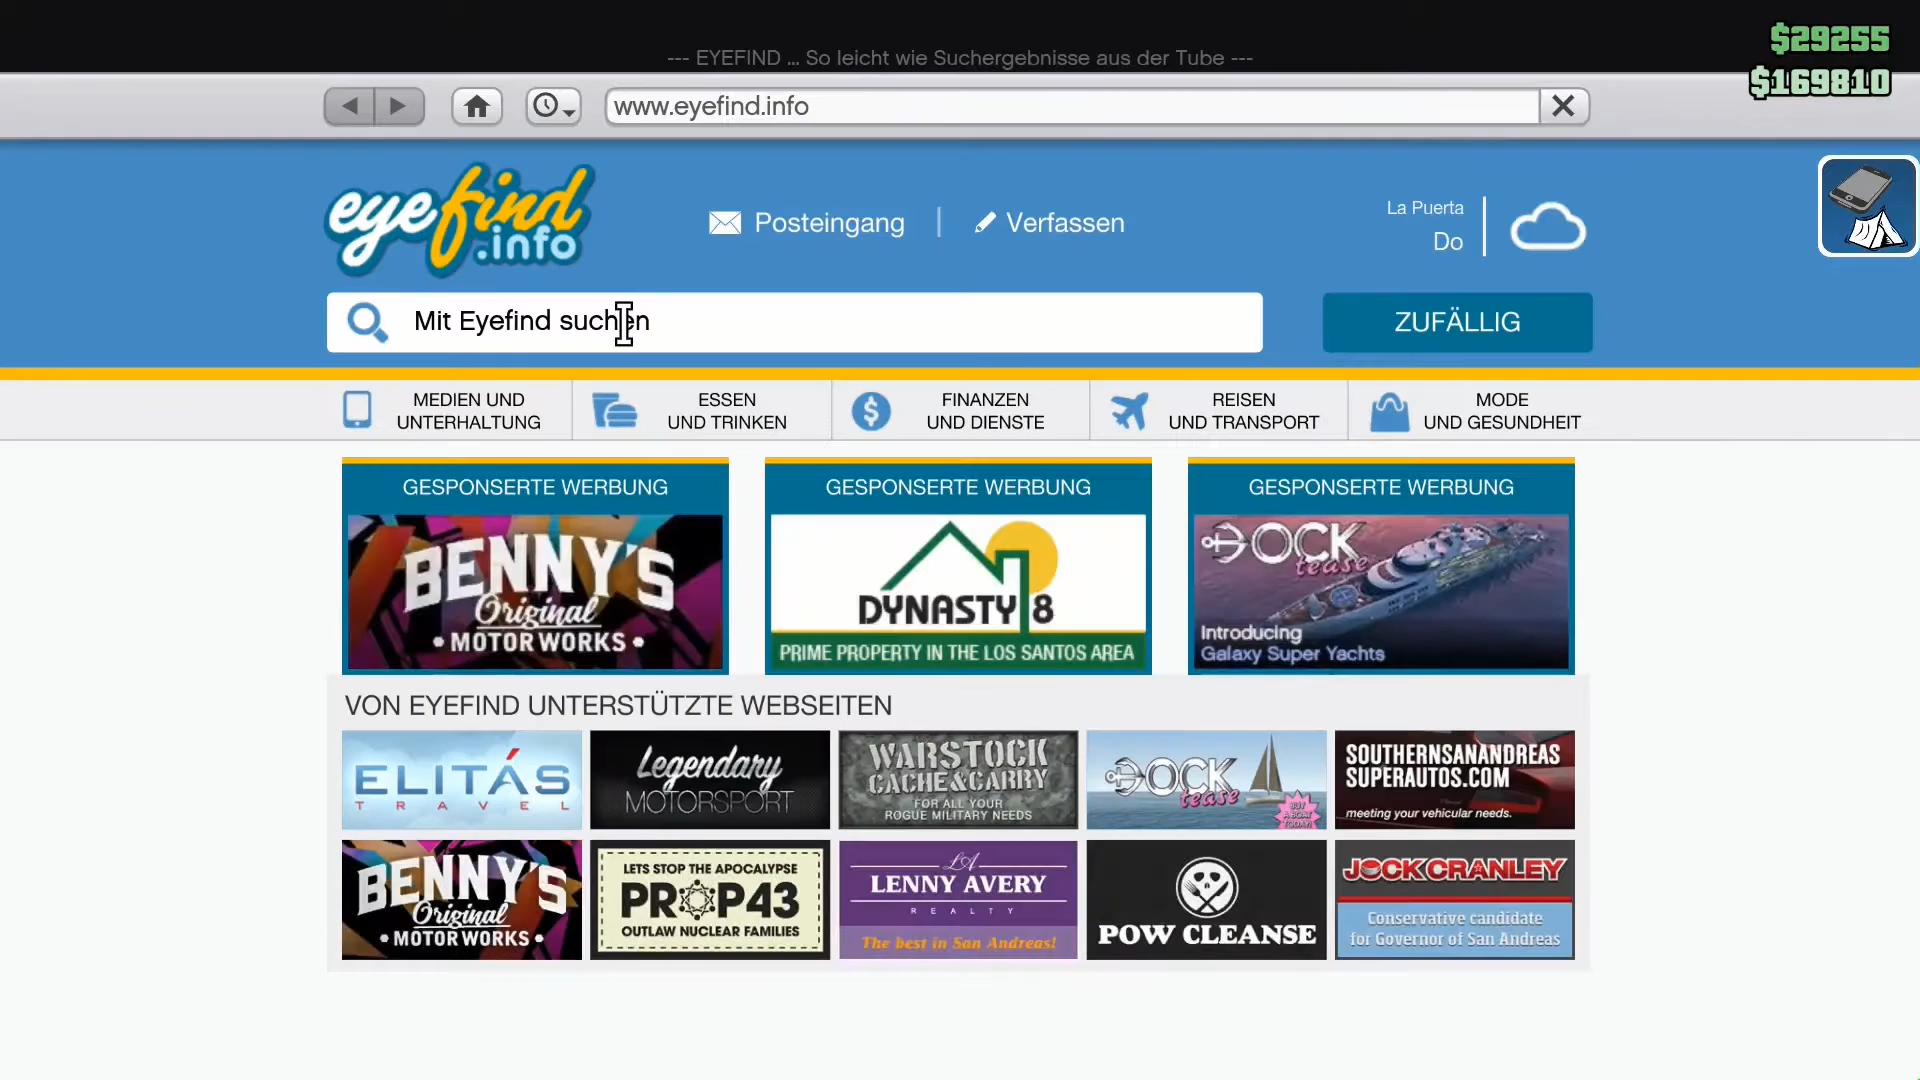 --- EYEFIND ... So leicht wie Suchergebnisse aus der Tube ---
$29255
$169810
www.eyefind.info
eyefind
.info
Posteingang
Verfassen
La Puerta
Do
Mit Eyefind suchen
ZUFÄLLIG
MEDIEN UND
UNTERHALTUNG
ESSEN
UND TRINKEN
FINANZEN
UND DIENSTE
REISEN
UND TRANSPORT
MODE
UND GESUNDHEIT
GESPONSERTE WERBUNG
BENNY'S
Original
• MOTOR WORKS •
GESPONSERTE WERBUNG
DYNASTY 8
PRIME PROPERTY IN THE LOS SANTOS AREA
GESPONSERTE WERBUNG
DOCK
tease
Introducing
Galaxy Super Yachts
VON EYEFIND UNTERSTÜTZTE WEBSEITEN
ELITÁS
TRAVEL
Legendary
MOTORSPORT
WARSTOCK
CACHE & CARRY
FOR ALL YOUR
ROGUE MILITARY NEEDS
DOCK
tease
BUY
A BOAT
TODAY!
SOUTHERNSANANDREAS
SUPERAUTOS.COM
meeting your vehicular needs.
BENNY'S
Original
• MOTOR WORKS •
LETS STOP THE APOCALYPSE
PROP43
OUTLAW NUCLEAR FAMILIES
LA
LENNY AVERY
REALTY
The best in San Andreas!
POW CLEANSE
JOCK CRANLEY
Conservative candidate
for Governor of San Andreas